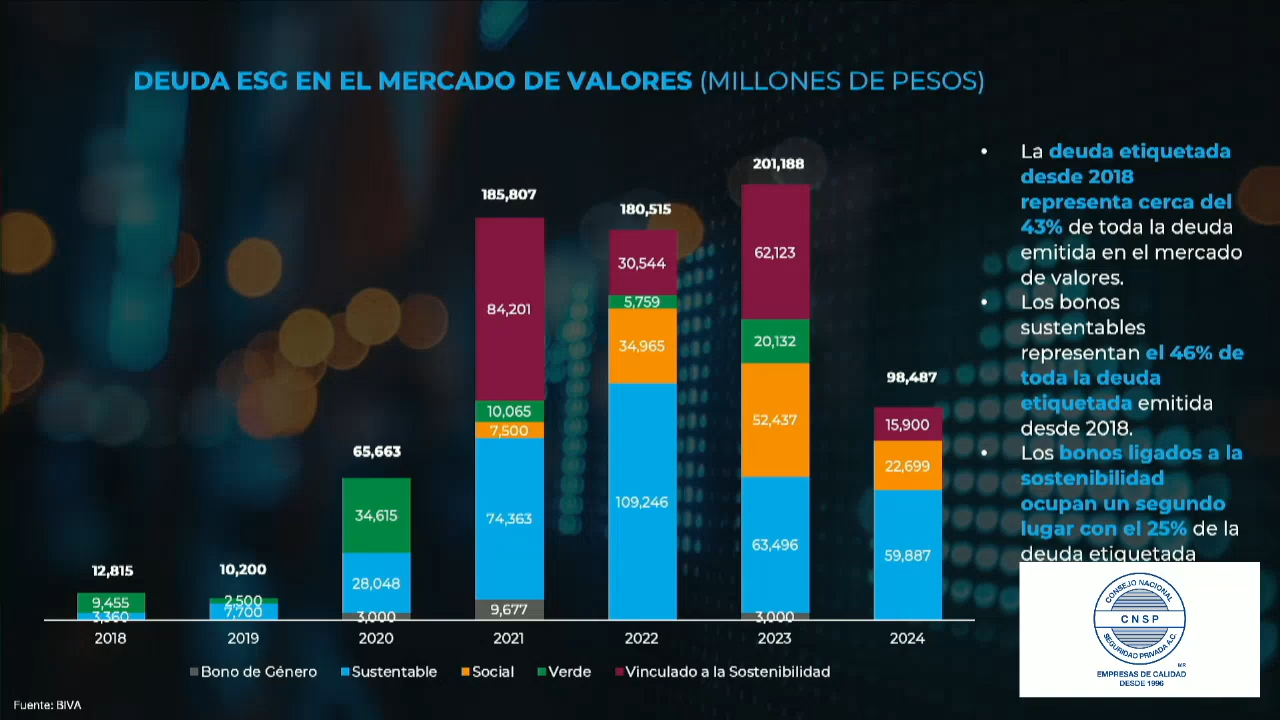 DEUDA ESG EN EL MERCADO DE VALORES (MILLONES DE PESOS)
201,188
185,807
180,515
62,123
30,544
84,201
5,759
20,132
34,965
98,487
10,065
7,500
52,437
15,900
65,663
22,699
34,615
74,363
109,246
63,496
59,887
12,815
10,200
28,048
9,455
3,360
2,500
7,700
3,000
9,677
3,000
2018 2019 2020 2021 2022 2023 2024
Bono de Género Sustentable Social Verde Vinculado a la Sostenibilidad
Fuente: BIVA
• La deuda etiquetada
desde 2018
representa cerca del
43% de toda la deuda
emitida en el mercado
de valores.
• Los bonos
sustentables
representan el 46% de
toda la deuda
etiquetada emitida
desde 2018.
• Los bonos ligados a la
sostenibilidad
ocupan un segundo
lugar con el 25% de la
deuda etiquetada
CONSEJO NACIONAL
CNSP
SEGURIDAD PRIVADA A.C.
MR
EMPRESAS DE CALIDAD
DESDE 1996